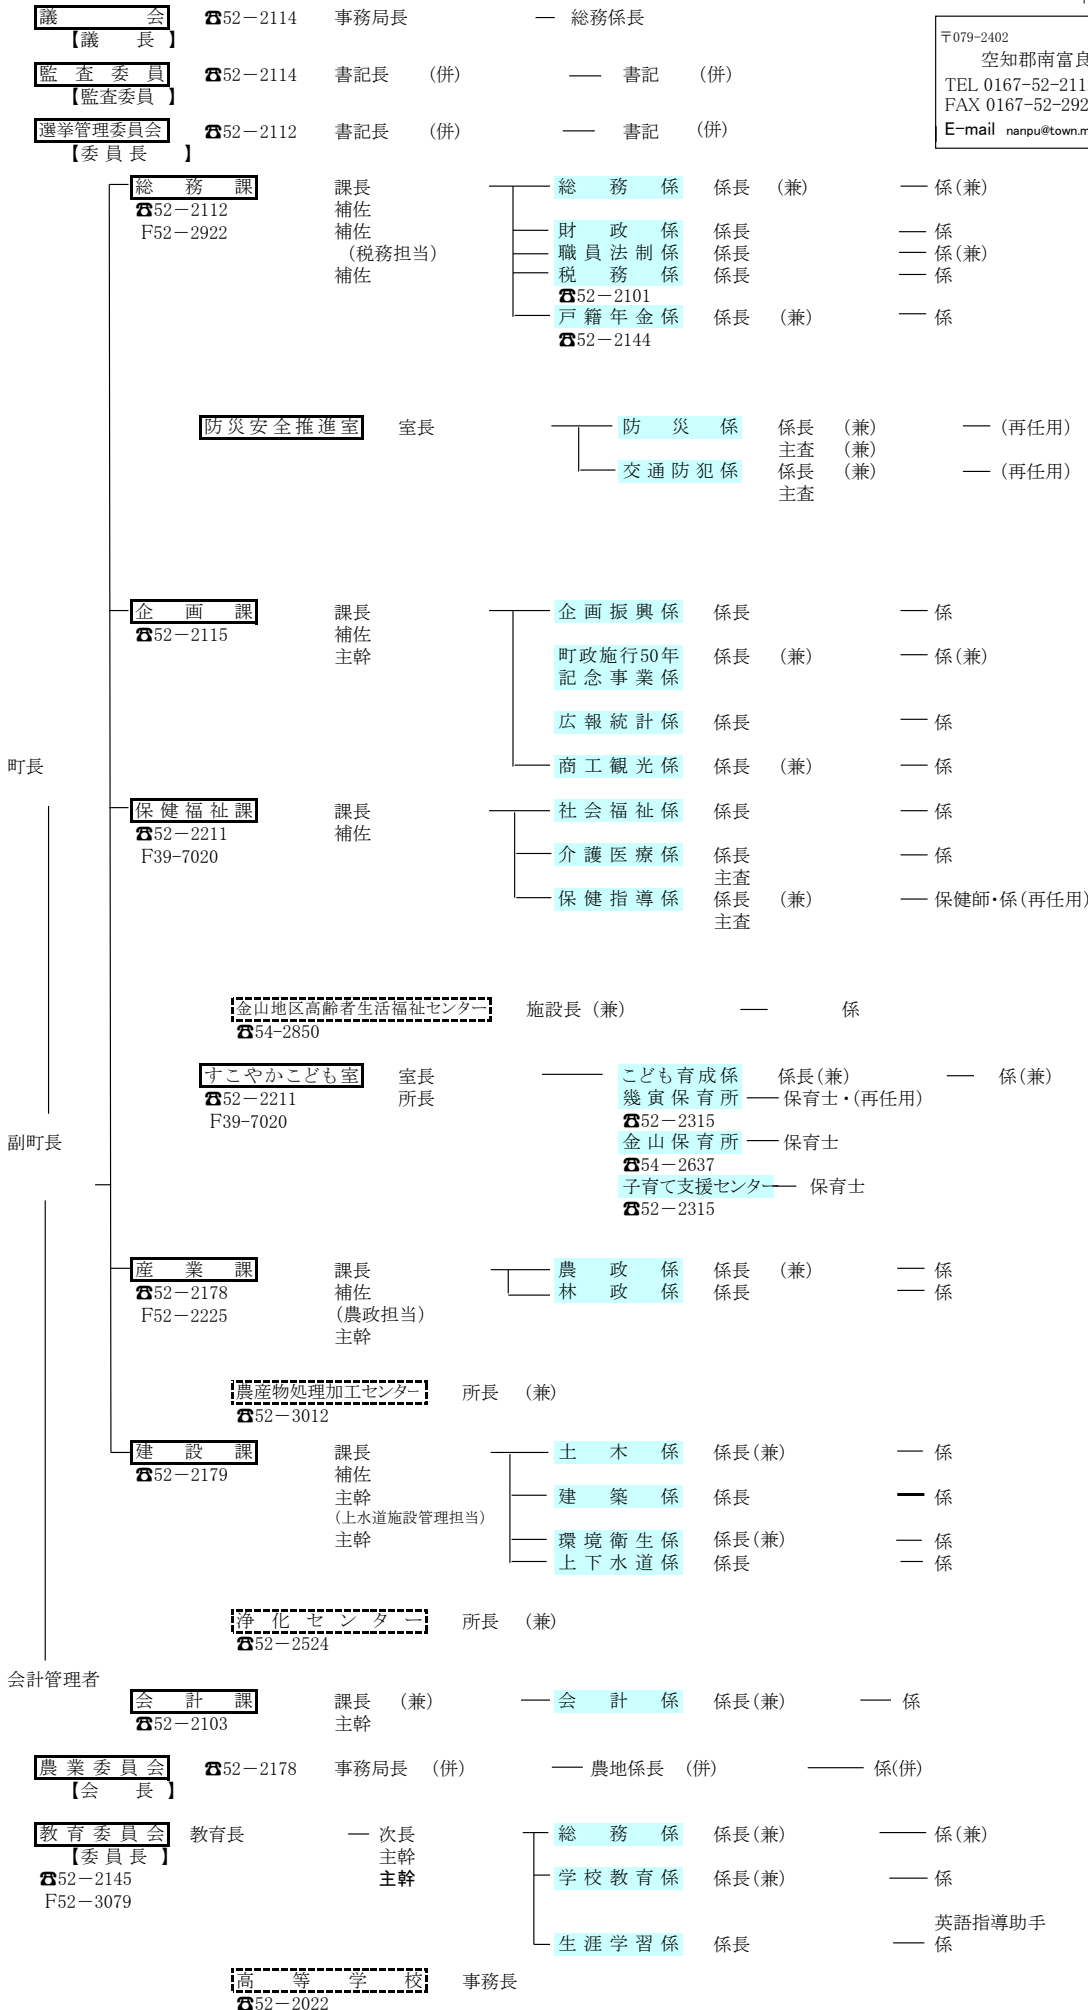 議会 ☎52-2114 事務局長 ― 総務係長
【議 長 】
〒079-2402
空知郡南富良
監査委員 ☎52-2114 書記長 (併) ― 書記 (併)
TEL 0167-52-211
【監査委員 】
FAX 0167-52-292
選挙管理委員会 ☎52-2112 書記長 (併) ― 書記 (併)
E-mail nanpu@town.m
【委員長 】
総務課 課長 総務係 係長 (兼) ― 係(兼)
☎52-2112 補佐
F52-2922 補佐 財政係 係長 ― 係
(税務担当) 職員法制係 係長 ― 係(兼)
補佐 税務係 係長 ― 係
☎52-2101
戸籍年金係 係長 (兼) ― 係
☎52-2144
防災安全推進室 室長 防災係 係長 (兼) ― (再任用)
主査 (兼)
交通防犯係 係長 (兼) ― (再任用)
主査
企画課 課長 企画振興係 係長 ― 係
☎52-2115 補佐
主幹 町政施行50年 係長 (兼) ― 係(兼)
記念事業係
広報統計係 係長 ― 係
町長 商工観光係 係長 (兼) ― 係
保健福祉課 課長 社会福祉係 係長 ― 係
☎52-2211 補佐
F39-7020 介護医療係 係長 ― 係
主査
保健指導係 係長 (兼) ― 保健師・係(再任用)
主査
金山地区高齢者生活福祉センター 施設長 (兼) ― 係
☎54-2850
すこやかこども室 室長 ― こども育成係 係長(兼) ― 係(兼)
☎52-2211 所長 幾寅保育所 ― 保育士・(再任用)
F39-7020 ☎52-2315
副町長 金山保育所 ― 保育士
☎54-2637
子育て支援センター ― 保育士
☎52-2315
産業課 課長 農政係 係長 (兼) ― 係
☎52-2178 補佐 林政係 係長 ― 係
F52-2225 (農政担当)
主幹
農産物処理加工センター 所長 (兼)
☎52-3012
建設課 課長 土木係 係長(兼) ― 係
☎52-2179 補佐
主幹 建築係 係長 ― 係
(上水道施設管理担当)
主幹 環境衛生係 係長(兼) ― 係
上下水道係 係長 ― 係
浄化センター 所長 (兼)
☎52-2524
会計管理者
会計課 課長 (兼) ― 会計係 係長(兼) ― 係
☎52-2103 主幹
農業委員会 ☎52-2178 事務局長 (併) ― 農地係長 (併) ― 係(併)
【会 長 】
教育委員会 教育長 ― 次長 総務係 係長(兼) ― 係(兼)
【委員長 】 主幹
☎52-2145 主幹 学校教育係 係長(兼) ― 係
F52-3079
英語指導助手
生涯学習係 係長 ― 係
高等学校 事務長
☎52-2022